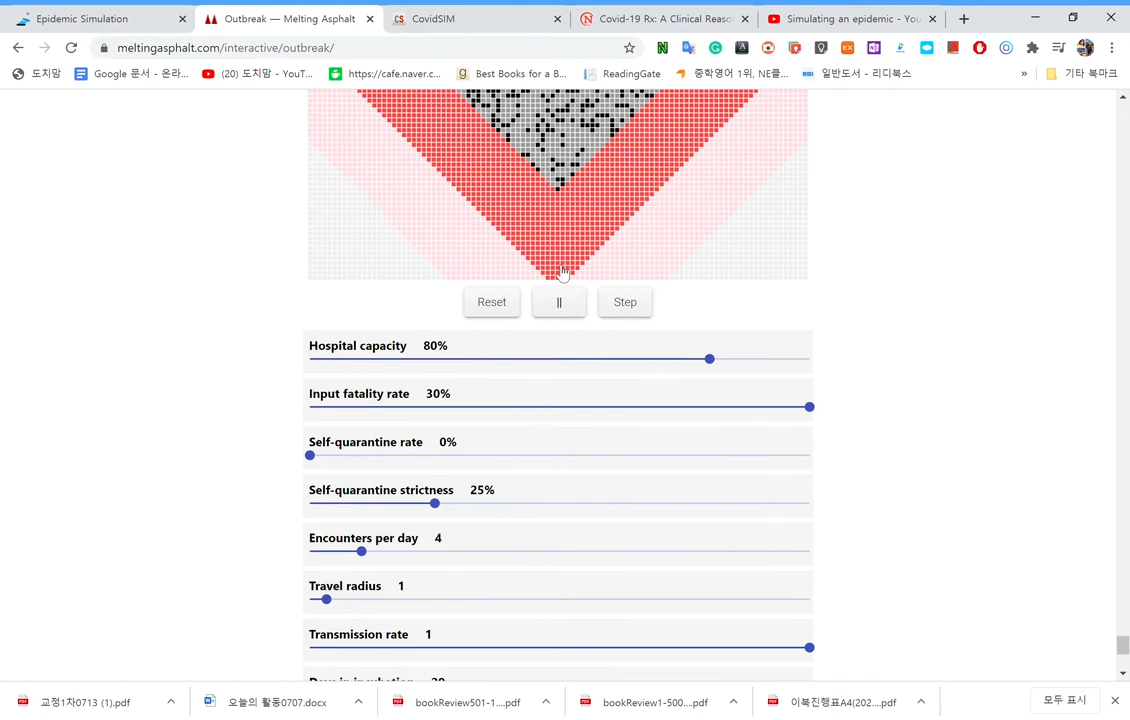 Epidemic Simulation
Outbreak — Melting Asphalt
CovidSIM
Covid-19 Rx: A Clinical Reaso
Simulating an epidemic - You
meltingasphalt.com/interactive/outbreak/
도치맘
Google 문서 - 온라...
(20) 도치맘 - YouT...
https://cafe.naver.c...
Best Books for a B...
ReadingGate
중학영어 1위, NE클...
RIDI 일반도서 - 리디북스
»
기타 북마크
Reset
Step
Hospital capacity 80%
Input fatality rate 30%
Self-quarantine rate 0%
Self-quarantine strictness 25%
Encounters per day 4
Travel radius 1
Transmission rate 1
교정1차0713 (1).pdf
오늘의 활동0707.docx
bookReview501-1....pdf
bookReview1-500....pdf
이북진행표A4(202....pdf
모두 표시